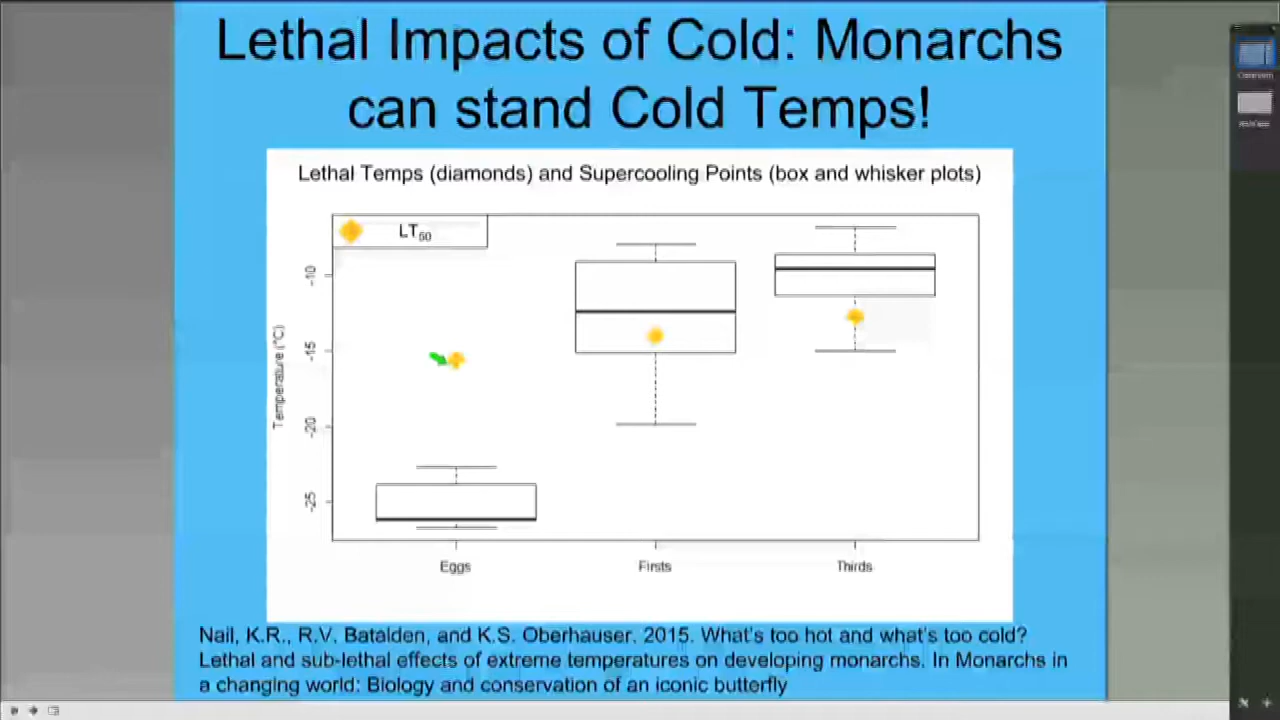 Lethal Impacts of Cold: Monarchs
can stand Cold Temps!
Lethal Temps (diamonds) and Supercooling Points (box and whisker plots)
LT50
-10
-15
-20
-25
Temperature (°C)
Eggs
Firsts
Thirds
Nail, K.R., R.V. Batalden, and K.S. Oberhauser. 2015. What's too hot and what's too cold?
Lethal and sub-lethal effects of extreme temperatures on developing monarchs. In Monarchs in
a changing world: Biology and conservation of an iconic butterfly